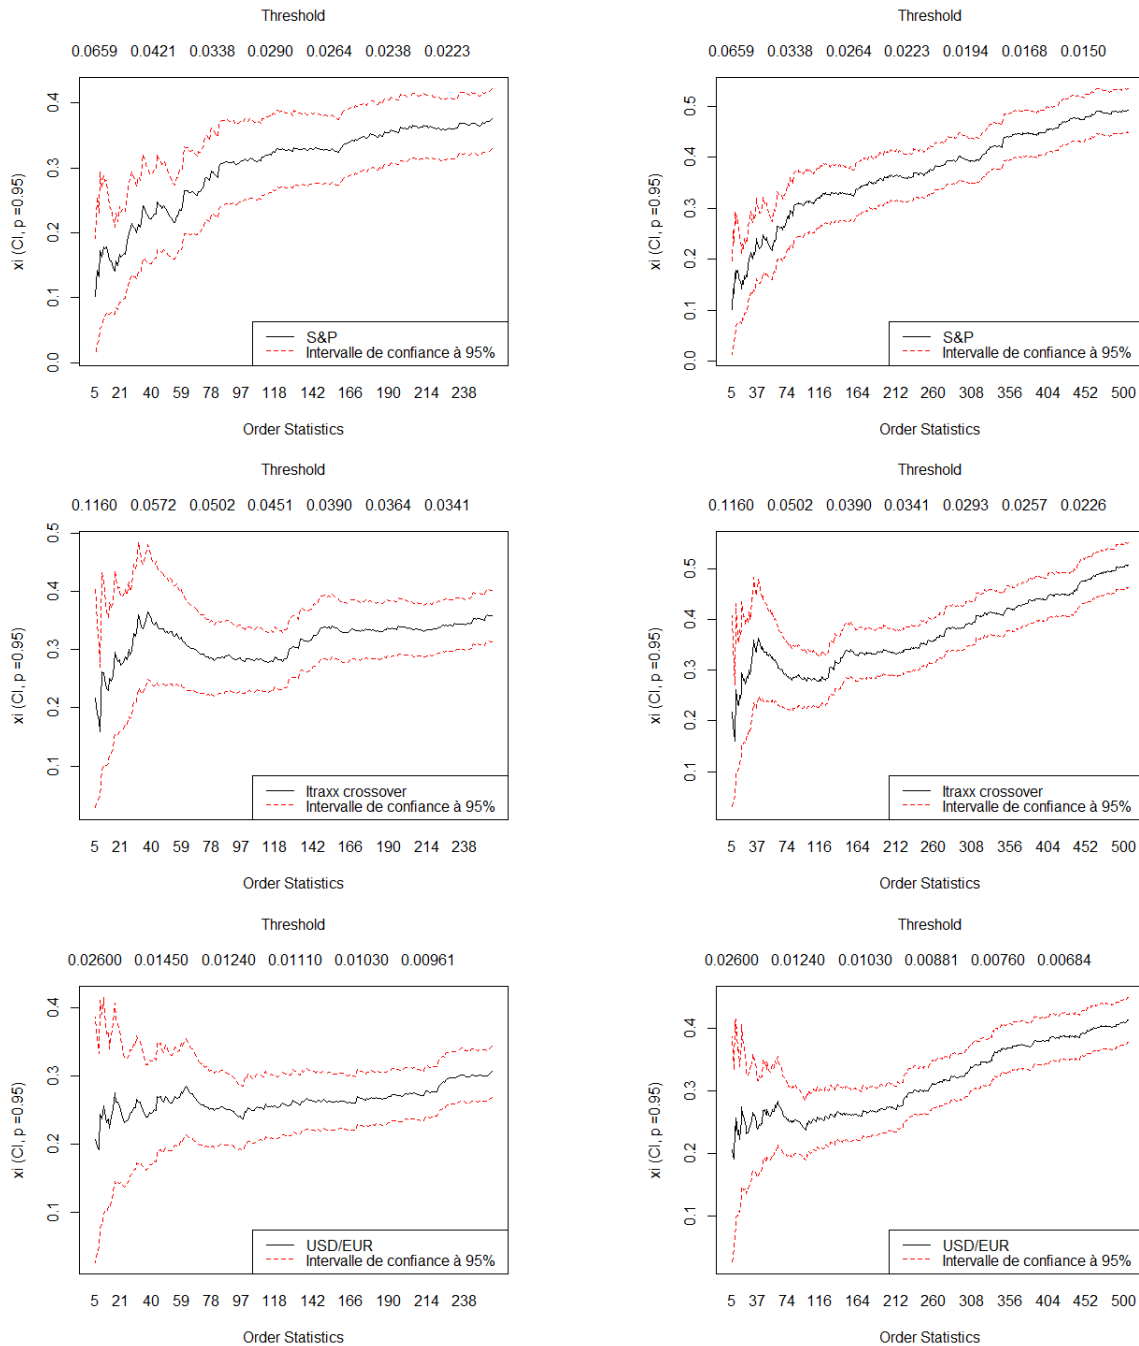 Threshold
0.0659 0.0421 0.0338 0.0290 0.0264 0.0238 0.0223
xi (CI, p =0.95)
0.0 0.1 0.2 0.3 0.4
S&P
Intervalle de confiance à 95%
5 21 40 59 78 97 118 142 166 190 214 238
Order Statistics
Threshold
0.0659 0.0338 0.0264 0.0223 0.0194 0.0168 0.0150
xi (CI, p =0.95)
0.0 0.1 0.2 0.3 0.4 0.5
S&P
Intervalle de confiance à 95%
5 37 74 116 164 212 260 308 356 404 452 500
Order Statistics
Threshold
0.1160 0.0572 0.0502 0.0451 0.0390 0.0364 0.0341
xi (CI, p =0.95)
0.1 0.2 0.3 0.4 0.5
Itraxx crossover
Intervalle de confiance à 95%
5 21 40 59 78 97 118 142 166 190 214 238
Order Statistics
Threshold
0.1160 0.0502 0.0390 0.0341 0.0293 0.0257 0.0226
xi (CI, p =0.95)
0.1 0.2 0.3 0.4 0.5
Itraxx crossover
Intervalle de confiance à 95%
5 37 74 116 164 212 260 308 356 404 452 500
Order Statistics
Threshold
0.02600 0.01450 0.01240 0.01110 0.01030 0.00961
xi (CI, p =0.95)
0.1 0.2 0.3 0.4
USD/EUR
Intervalle de confiance à 95%
5 21 40 59 78 97 118 142 166 190 214 238
Order Statistics
Threshold
0.02600 0.01240 0.01030 0.00881 0.00760 0.00684
xi (CI, p =0.95)
0.1 0.2 0.3 0.4
USD/EUR
Intervalle de confiance à 95%
5 37 74 116 164 212 260 308 356 404 452 500
Order Statistics